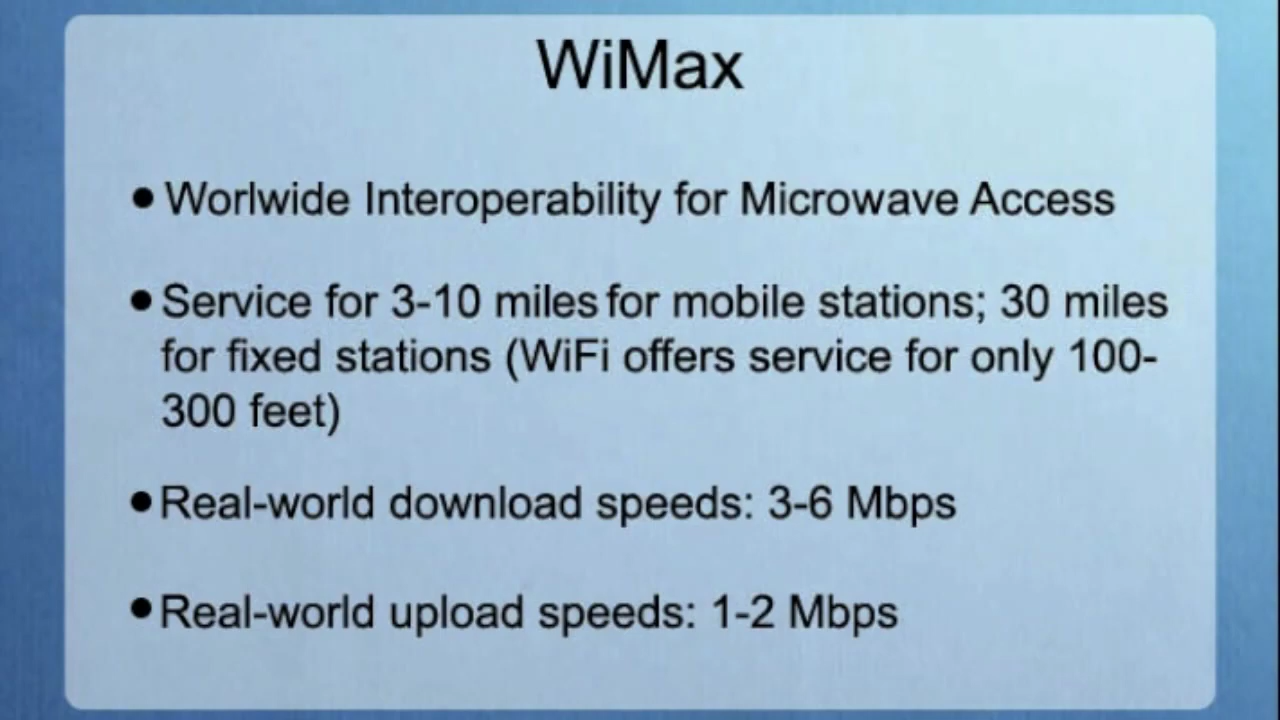 WiMax
● Worlwide Interoperability for Microwave Access
● Service for 3-10 miles for mobile stations; 30 miles
for fixed stations (WiFi offers service for only 100-
300 feet)
● Real-world download speeds: 3-6 Mbps
● Real-world upload speeds: 1-2 Mbps